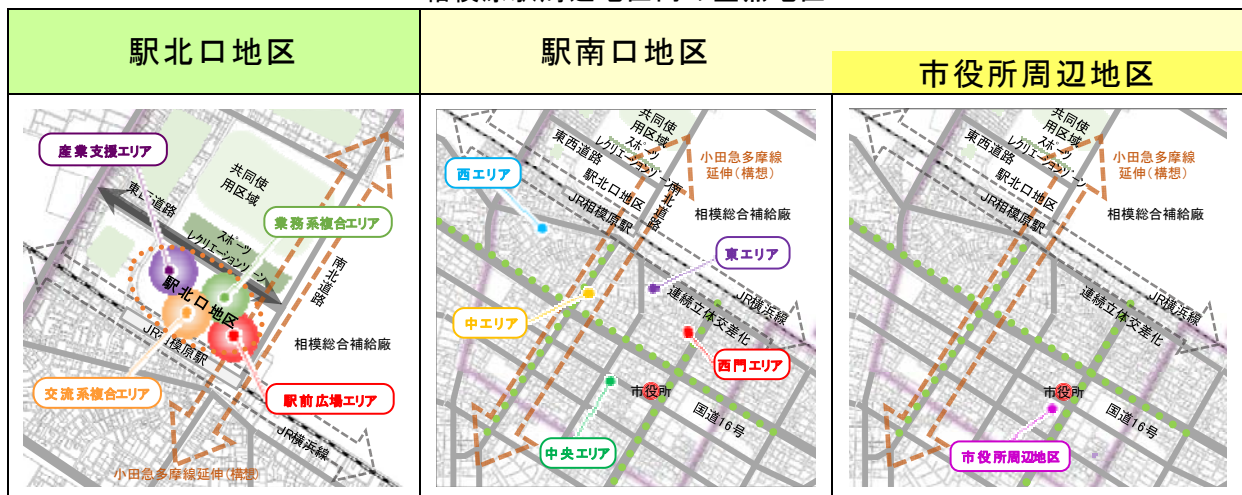 駅北口地区
駅南口地区
市役所周辺地区
産業支援エリア
共同使
用区域
東西道路
業務系複合エリア
スポーツ
レクリエーションゾーン
南北道路
駅北口地区
JR相模原駅
相模総合補給廠
交流系複合エリア
駅前広場エリア
JR横浜線
小田急多摩線延伸(構想)
共同使
用区域
スポーツ
レクリエーションゾーン
東西道路
小田急多摩線
延伸(構想)
西エリア
駅北口地区
南北道路
JR相模原駅
相模総合補給廠
東エリア
JR横浜線
連続立体交差化
中エリア
西門エリア
市役所
国道16号
中央エリア
共同使
用区域
スポーツ
レクリエーションゾーン
東西道路
小田急多摩線
延伸(構想)
駅北口地区
南北道路
JR相模原駅
相模総合補給廠
JR横浜線
連続立体交差化
市役所
国道16号
市役所周辺地区